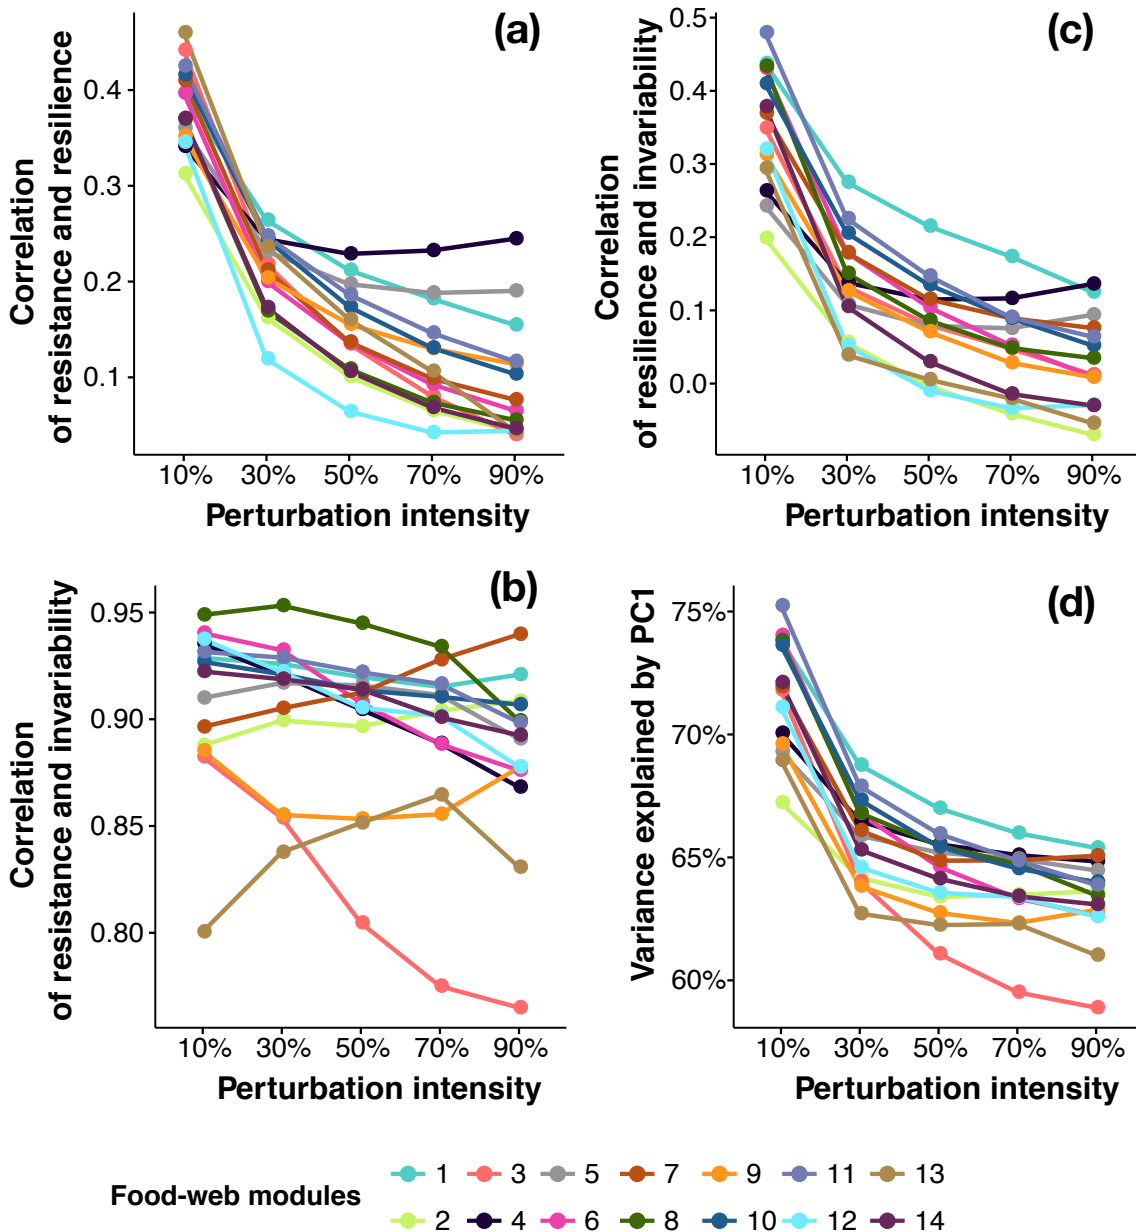 (a)
Correlation
of resistance and resilience
0.4
0.3
0.2
0.1
10% 30% 50% 70% 90%
Perturbation intensity
(c)
Correlation
of resilience and invariability
0.5
0.4
0.3
0.2
0.1
0.0
10% 30% 50% 70% 90%
Perturbation intensity
(b)
Correlation
of resistance and invariability
0.95
0.90
0.85
0.80
10% 30% 50% 70% 90%
Perturbation intensity
(d)
Variance explained by PC1
75%
70%
65%
60%
10% 30% 50% 70% 90%
Perturbation intensity
Food-web modules
1 3 5 7 9 11 13
2 4 6 8 10 12 14